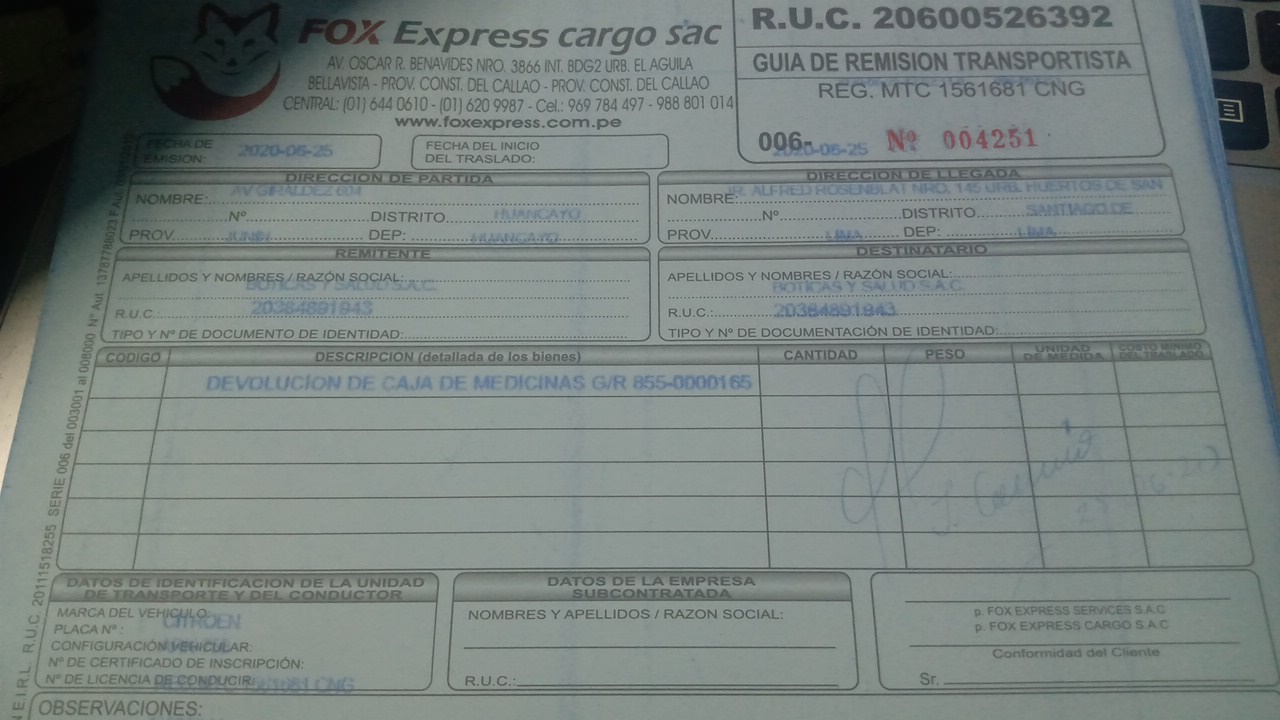 FOX Express cargo sac
AV. OSCAR R. BENAVIDES NRO. 3866 INT. BDG2 URB. EL AGUILA
BELLAVISTA - PROV. CONST. DEL CALLAO - PROV. CONST. DEL CALLAO
CENTRAL: (01) 644 0610 - (01) 620 9987 - Cel.: 969 784 497 - 988 801 014
www.foxexpress.com.pe
R.U.C. 20600526392
GUIA DE REMISION TRANSPORTISTA
REG. MTC 1561681 CNG
006- Nº 004251
2020-06-25
FECHA DE EMISION: 2020-06-25
FECHA DEL INICIO DEL TRASLADO:
DIRECCION DE PARTIDA
NOMBRE: AV GIRALDEZ 604
Nº DISTRITO HUANCAYO
PROV. JUNIN DEP: HUANCAYO
DIRECCION DE LLEGADA
NOMBRE: JR. ALFRED ROSENBLAT NRO. 145 URB. HUERTOS DE SAN
Nº DISTRITO SANTIAGO DE
PROV. LIMA DEP: LIMA
REMITENTE
APELLIDOS Y NOMBRES / RAZÓN SOCIAL:
BOTICAS Y SALUD S.A.C.
R.U.C.: 20384891943
TIPO Y Nº DE DOCUMENTO DE IDENTIDAD:
DESTINATARIO
APELLIDOS Y NOMBRES / RAZÓN SOCIAL:
BOTICAS Y SALUD S.A.C.
R.U.C.: 20384891943
TIPO Y Nº DE DOCUMENTACIÓN DE IDENTIDAD:
CODIGO DESCRIPCION (detallada de los bienes) CANTIDAD PESO UNIDAD DE MEDIDA COSTO MINIMO DEL TRASLADO
DEVOLUCION DE CAJA DE MEDICINAS G/R 855-0000165
DATOS DE IDENTIFICACION DE LA UNIDAD
DE TRANSPORTE Y DEL CONDUCTOR
MARCA DEL VEHICULO: CITROEN
PLACA Nº :
CONFIGURACIÓN VEHICULAR:
Nº DE CERTIFICADO DE INSCRIPCIÓN:
Nº DE LICENCIA DE CONDUCIR:
1561681 CNG
DATOS DE LA EMPRESA
SUBCONTRATADA
NOMBRES Y APELLIDOS / RAZON SOCIAL:
R.U.C.:
p. FOX EXPRESS SERVICES S.A.C
p. FOX EXPRESS CARGO S.A.C
Conformidad del Cliente
Sr.
OBSERVACIONES:
E.I.R.L. R.U.C. 20111518255 SERIE 006 del 003001 al 008000 Nº Aut. 13787788023